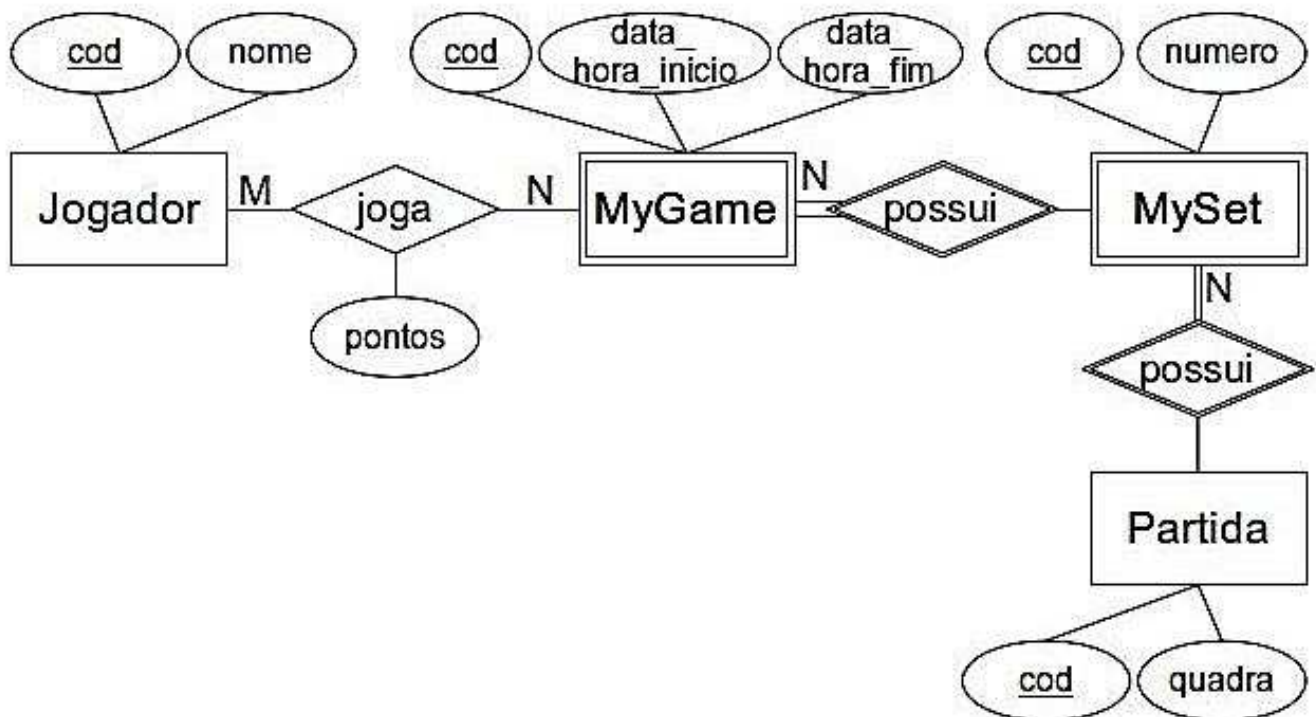 cod
nome
cod
data_
hora_inicio
data_
hora_fim
cod
numero
Jogador
M
joga
N
MyGame
N
possui
MySet
pontos
N
possui
Partida
cod
quadra